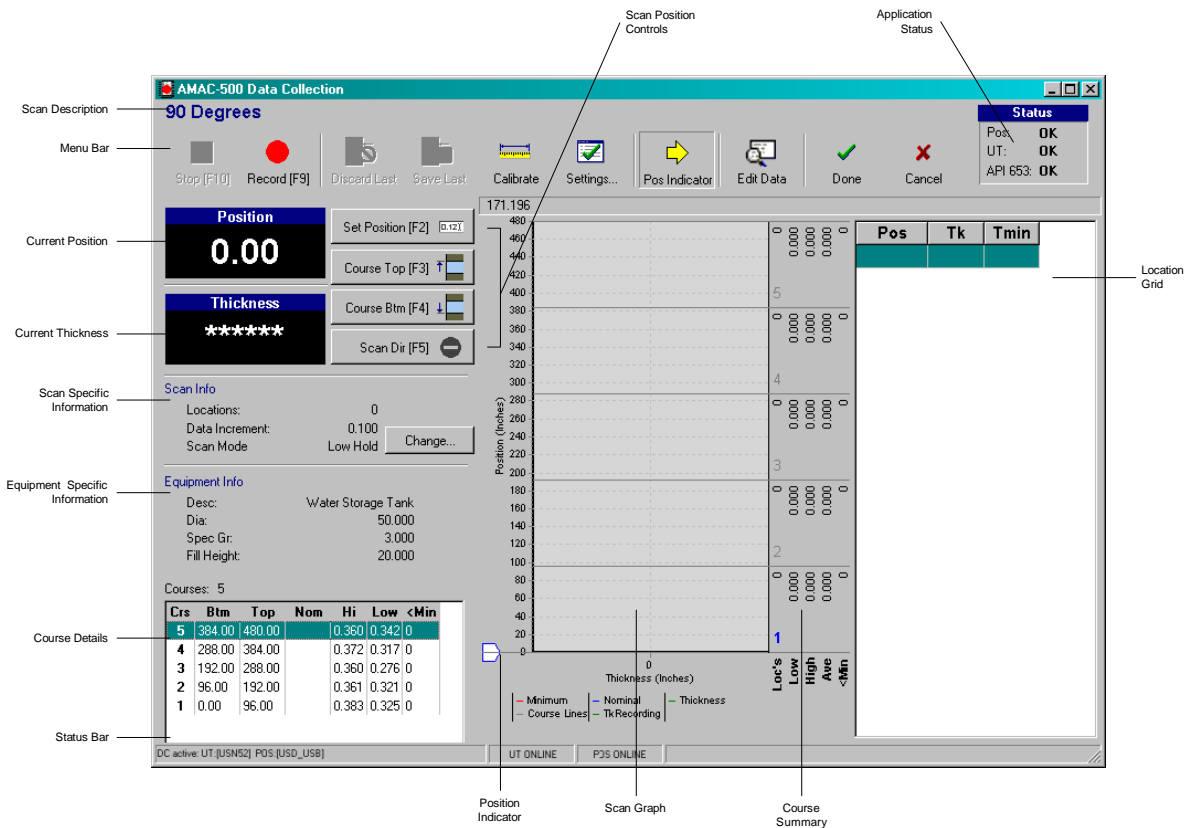 Scan Position
Controls
Application
Status
Scan Description
Menu Bar
Current Position
Current Thickness
Scan Specific
Information
Equipment Specific
Information
Course Details
Status Bar
AMAC-500 Data Collection
90 Degrees
Status
Pos: OK
UT: OK
API 653: OK
Stop [F10]
Record [F9]
Discard Last
Save Last
Calibrate
Settings...
Pos Indicator
Edit Data
Done
Cancel
Position
0.00
Set Position [F2] 0.12
Course Top [F3]
Thickness
******
Course Btm [F4]
Scan Dir [F5]
Scan Info
Locations: 0
Data Increment: 0.100
Scan Mode Low Hold
Change...
Equipment Info
Desc: Water Storage Tank
Dia: 50.000
Spec Gr: 3.000
Fill Height: 20.000
Courses: 5
Crs Btm Top Nom Hi Low <Min
5 384.00 480.00 0.360 0.342 0
4 288.00 384.00 0.372 0.317 0
3 192.00 288.00 0.360 0.276 0
2 96.00 192.00 0.361 0.321 0
1 0.00 96.00 0.383 0.325 0
171.196
Position (Inches)
480
460
440
420
400
380
360
340
320
300
280
260
240
220
200
180
160
140
120
100
80
60
40
20
0
0
Thickness (Inches)
Minimum
Nominal
Thickness
Course Lines
Tk Recording
0 0.000 0.000 0.000 0
5
0 0.000 0.000 0.000 0
4
0 0.000 0.000 0.000 0
3
0 0.000 0.000 0.000 0
2
0 0.000 0.000 0.000 0
1
Loc's
Low
High
Ave
<Min
Pos Tk Tmin
Location
Grid
DC active: UT:[USN52] POS:[USD_USB]
UT ONLINE
POS ONLINE
Position
Indicator
Scan Graph
Course
Summary